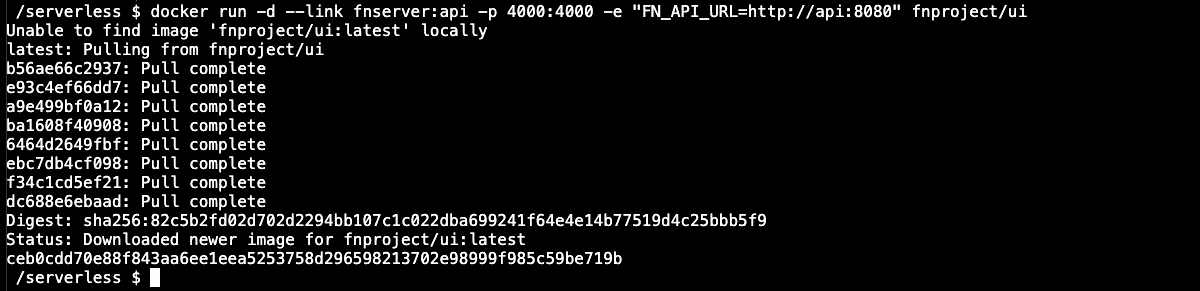 /serverless $ docker run -d --link fnserver:api -p 4000:4000 -e "FN_API_URL=http://api:8080" fnproject/ui
Unable to find image 'fnproject/ui:latest' locally
latest: Pulling from fnproject/ui
b56ae66c2937: Pull complete
e93c4ef66dd7: Pull complete
a9e499bf0a12: Pull complete
ba1608f40908: Pull complete
6464d2649fbf: Pull complete
ebc7db4cf098: Pull complete
f34c1cd5ef21: Pull complete
dc688e6ebaad: Pull complete
Digest: sha256:82c5b2fd02d702d2294bb107c1c022dba699241f64e4e14b77519d4c25bbb5f9
Status: Downloaded newer image for fnproject/ui:latest
ceb0cdd70e88f843aa6ee1eea5253758d296598213702e98999f985c59be719b
/serverless $